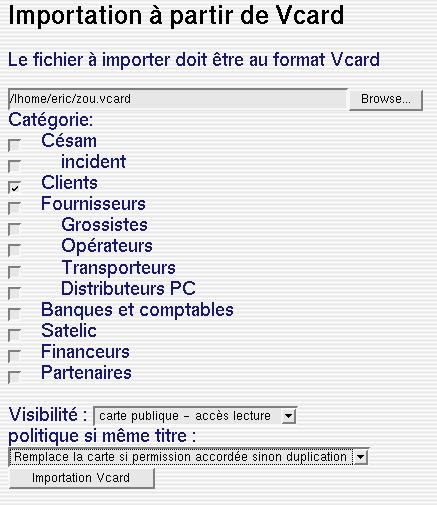 Importation à partir de Vcard
Le fichier à importer doit être au format Vcard
/lhome/eric/zou.vcard Browse...
Catégorie:
Césam
incident
Clients
Fournisseurs
Grossistes
Opérateurs
Transporteurs
Distributeurs PC
Banques et comptables
Satelic
Financeurs
Partenaires
Visibilité : carte publique - accès lecture
politique si même titre :
Remplace la carte si permission accordée sinon duplication
Importation Vcard